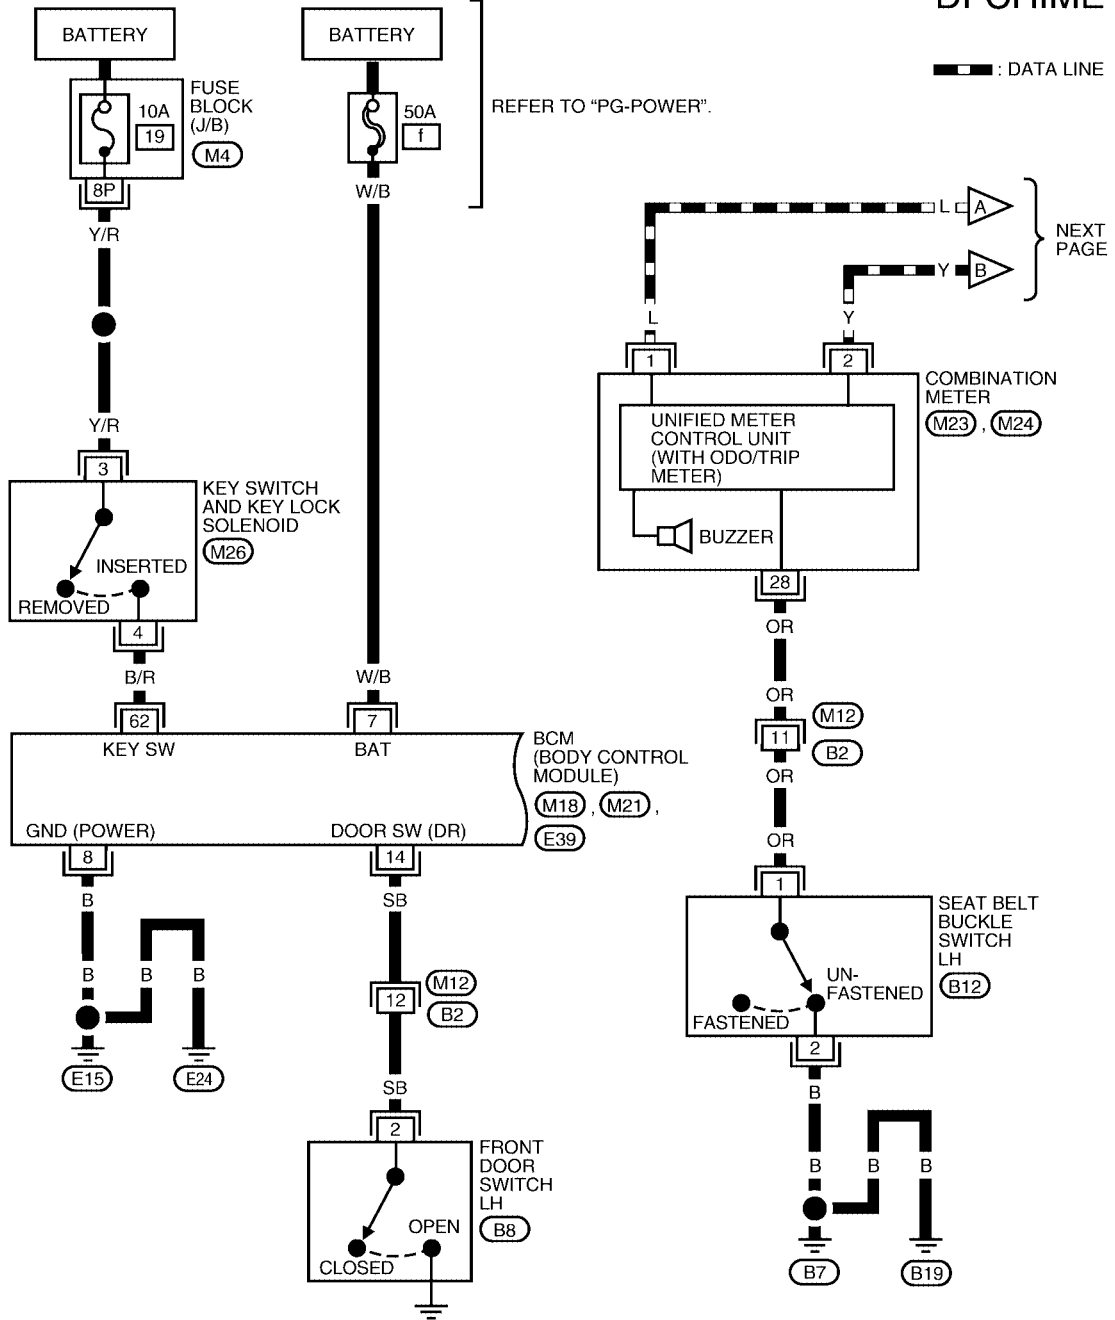 DI-CHIME
BATTERY
BATTERY
: DATA LINE
FUSE
BLOCK
(J/B)
M4
10A
19
50A
f
REFER TO “PG-POWER”.
8P
W/B
Y/R
L
A
NEXT
PAGE
Y
B
L
Y
1
2
COMBINATION
METER
M23 , M24
Y/R
UNIFIED METER
CONTROL UNIT
(WITH ODO/TRIP
METER)
3
KEY SWITCH
AND KEY LOCK
SOLENOID
M26
BUZZER
INSERTED
REMOVED
28
4
OR
B/R
W/B
OR
62
7
M12
11
B2
KEY SW
BAT
BCM
(BODY CONTROL
MODULE)
M18 , M21 ,
E39
OR
GND (POWER)
DOOR SW (DR)
OR
8
14
1
B
SB
SEAT BELT
BUCKLE
SWITCH
LH
B12
B
B
B
M12
12
B2
UN-
FASTENED
FASTENED
2
E15
E24
SB
B
2
FRONT
DOOR
SWITCH
LH
B8
B
B
B
OPEN
CLOSED
B7
B19